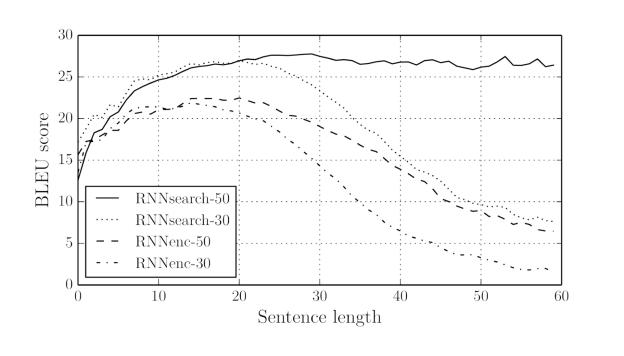 30
25
20
15
10
5
0
BLEU score
RNNsearch-50
RNNsearch-30
RNNenc-50
RNNenc-30
0 10 20 30 40 50 60
Sentence length